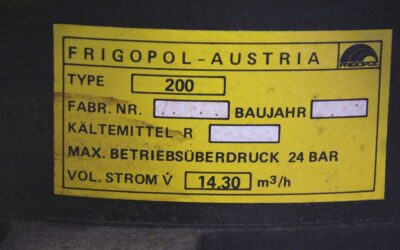 FRIGOPOL-AUSTRIA
FRIGOPOL
TYPE 200
FABR. NR. BAUJAHR
KÄLTEMITTEL R
MAX. BETRIEBSÜBERDRUCK 24 BAR
VOL. STROM V̇ 14.30 m³/h